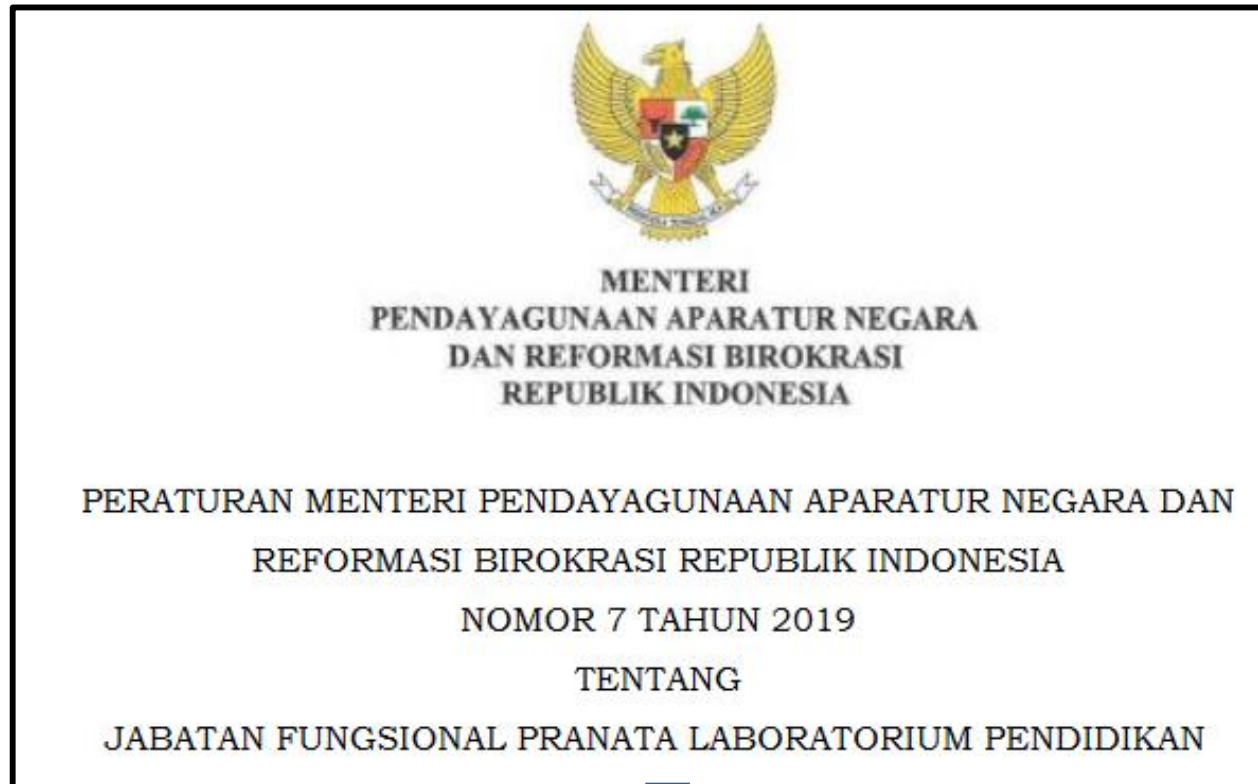 MENTERI
PENDAYAGUNAAN APARATUR NEGARA
DAN REFORMASI BIROKRASI
REPUBLIK INDONESIA
PERATURAN MENTERI PENDAYAGUNAAN APARATUR NEGARA DAN
REFORMASI BIROKRASI REPUBLIK INDONESIA
NOMOR 7 TAHUN 2019
TENTANG
JABATAN FUNGSIONAL PRANATA LABORATORIUM PENDIDIKAN